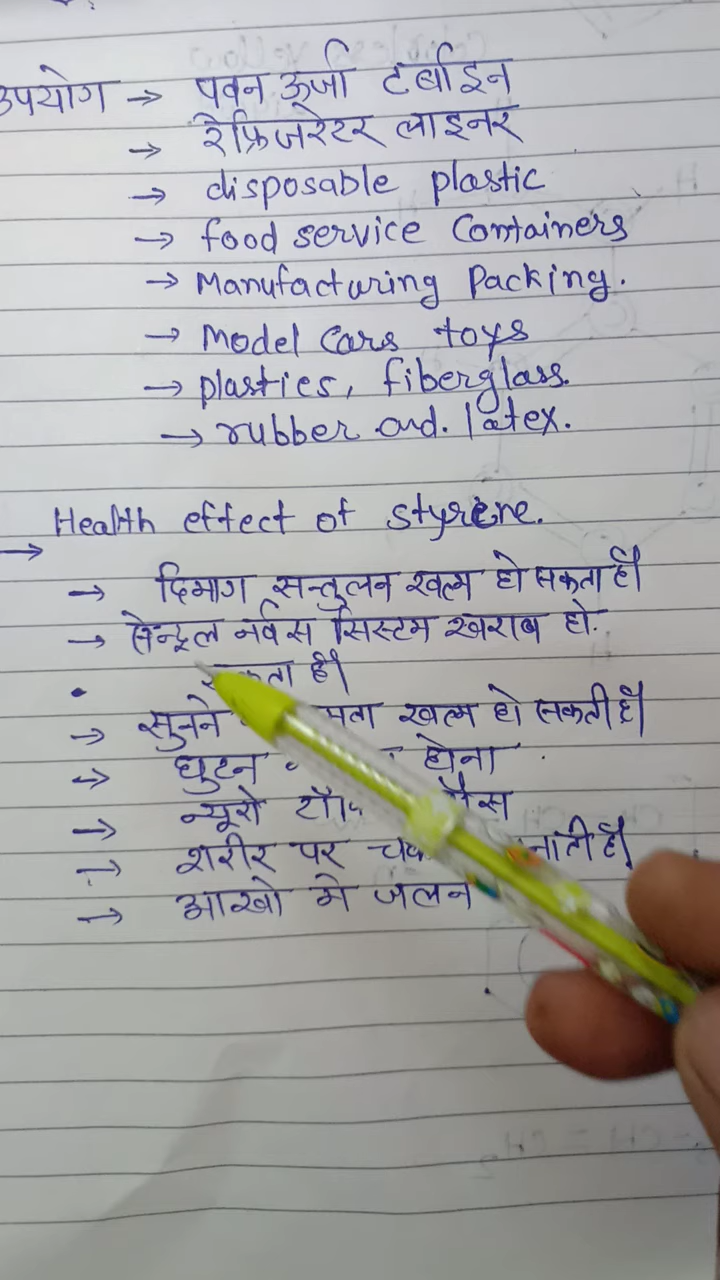 उपयोग → पवन ऊर्जा टर्बाइन
→ रेफ्रिजरेटर लाइनर
→ disposable plastic
→ food service Containers
→ Manufacturing Packing.
→ Model Cars toys
→ plastics, fiberglass.
→ rubber and. latex.
Health effect of styrene.
→
→ दिमाग सन्तुलन खत्म हो सकता है।
→ सेन्ट्रल नर्वस सिस्टम खराब हो.
• सकता है।
→ सुनने खत्म हो सकती है।
→ घुटन होना
→ न्यूरो
→ शरीर पर है।
→ आखो मे जलन